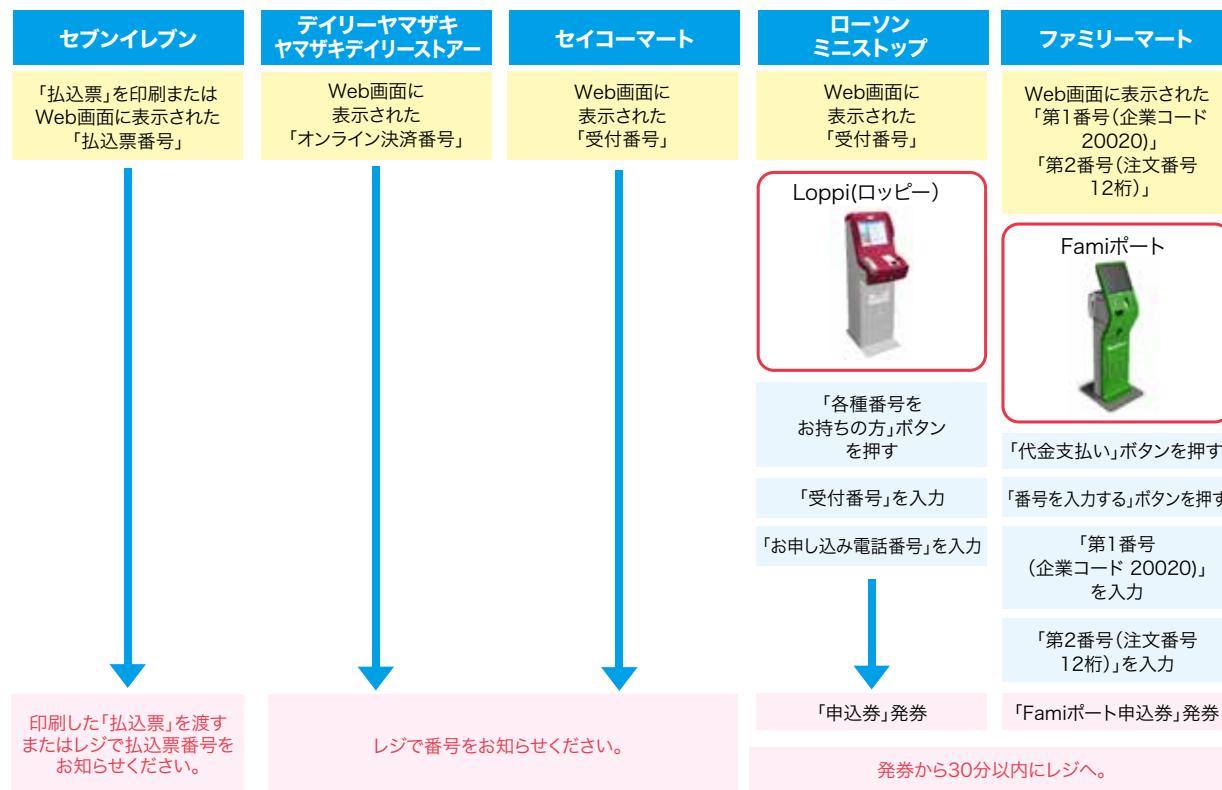 セブンイレブン
「払込票」を印刷または
Web画面に表示された
「払込票番号」
印刷した「払込票」を渡す
またはレジで払込票番号を
お知らせください。
デイリーヤマザキ
ヤマザキデイリーストアー
Web画面に
表示された
「オンライン決済番号」
セイコーマート
Web画面に
表示された
「受付番号」
レジで番号をお知らせください。
ローソン
ミニストップ
Web画面に
表示された
「受付番号」
Loppi(ロッピー)
「各種番号を
お持ちの方」ボタン
を押す
「受付番号」を入力
「お申し込み電話番号」を入力
「申込券」発券
ファミリーマート
Web画面に表示された
「第1番号(企業コード
20020)」
「第2番号(注文番号
12桁)」
Famiポート
「代金支払い」ボタンを押す
「番号を入力する」ボタンを押す
「第1番号
(企業コード 20020)」
を入力
「第2番号(注文番号
12桁)」を入力
「Famiポート申込券」発券
発券から30分以内にレジへ。